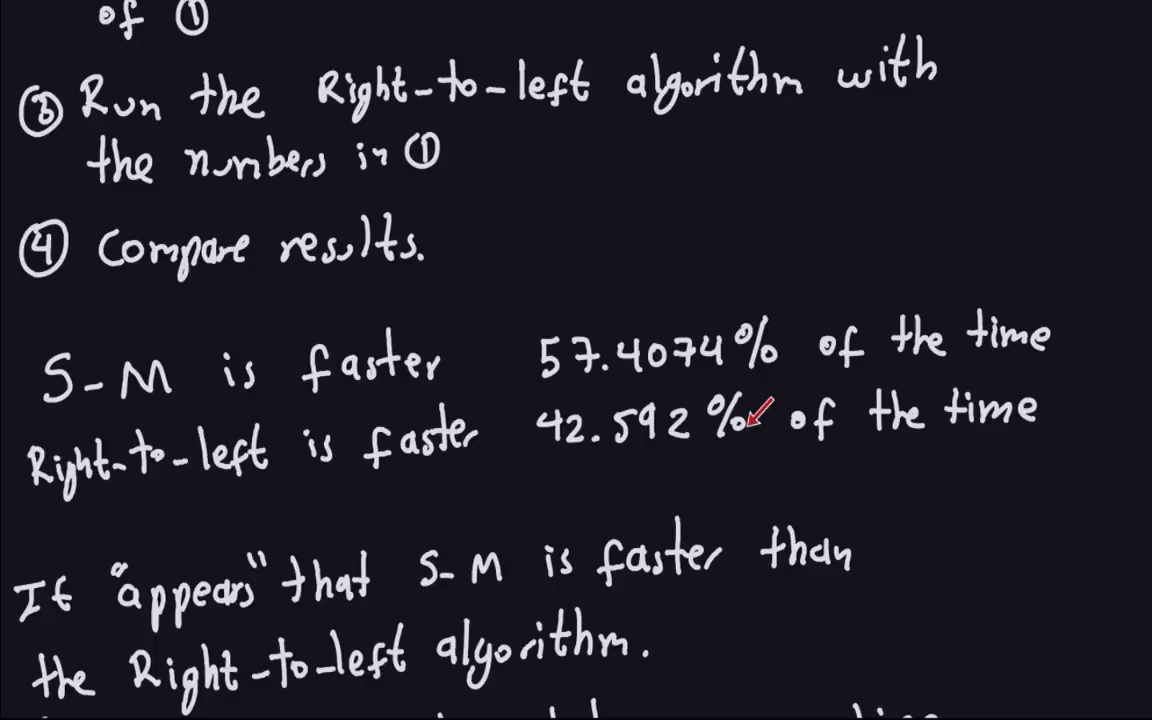 of ①
③ Run the Right-to-left algorithm with
the numbers in ①
④ Compare results.
S-M is faster 57.4074% of the time
Right-to-left is faster 42.592% of the time
It "appears" that S-M is faster than
the Right-to-left algorithm.